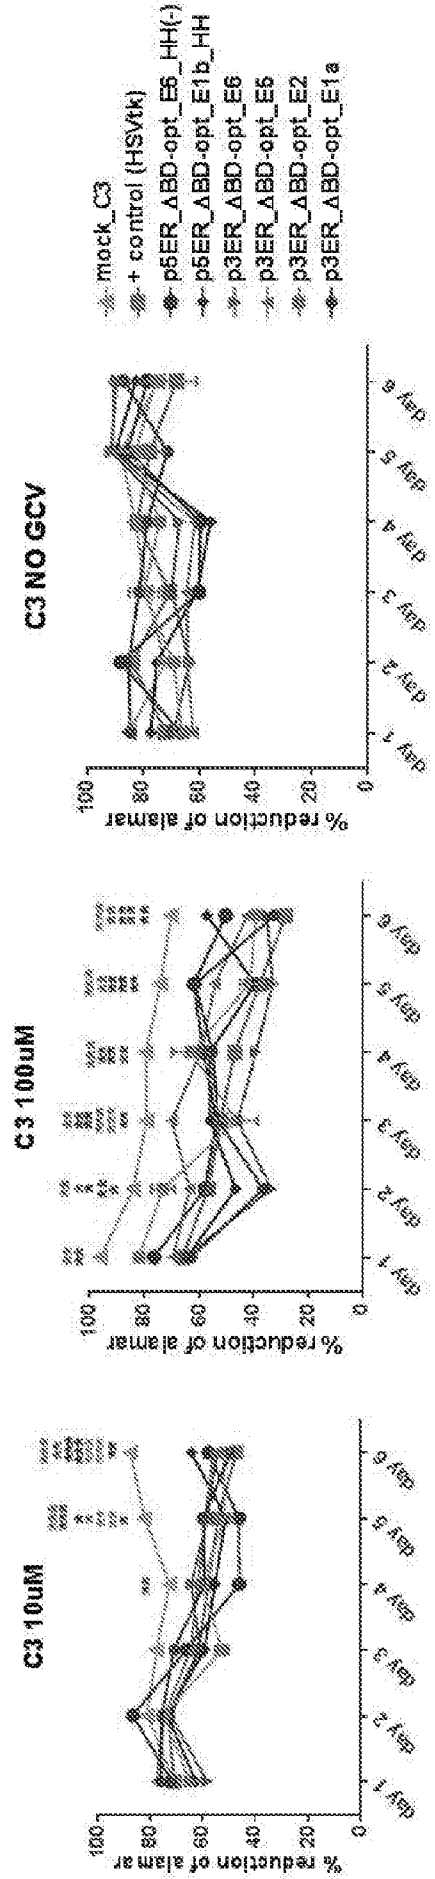 C3 10uM
% reduction of alamar
100
80
60
40
20
0
day 1
day 2
day 3
day 4
day 5
day 6
C3 100uM
% reduction of alamar
100
80
60
40
20
0
day 1
day 2
day 3
day 4
day 5
day 6
C3 NO GCV
% reduction of alamar
100
80
60
40
20
0
day 1
day 2
day 3
day 4
day 5
day 6
mock_C3
+ control (HSVtk)
p5ER_ΔBD-opt_E6_HH(-)
p5ER_ΔBD-opt_E1b_HH
p3ER_ΔBD-opt_E6
p3ER_ΔBD-opt_E5
p3ER_ΔBD-opt_E2
p3ER_ΔBD-opt_E1a